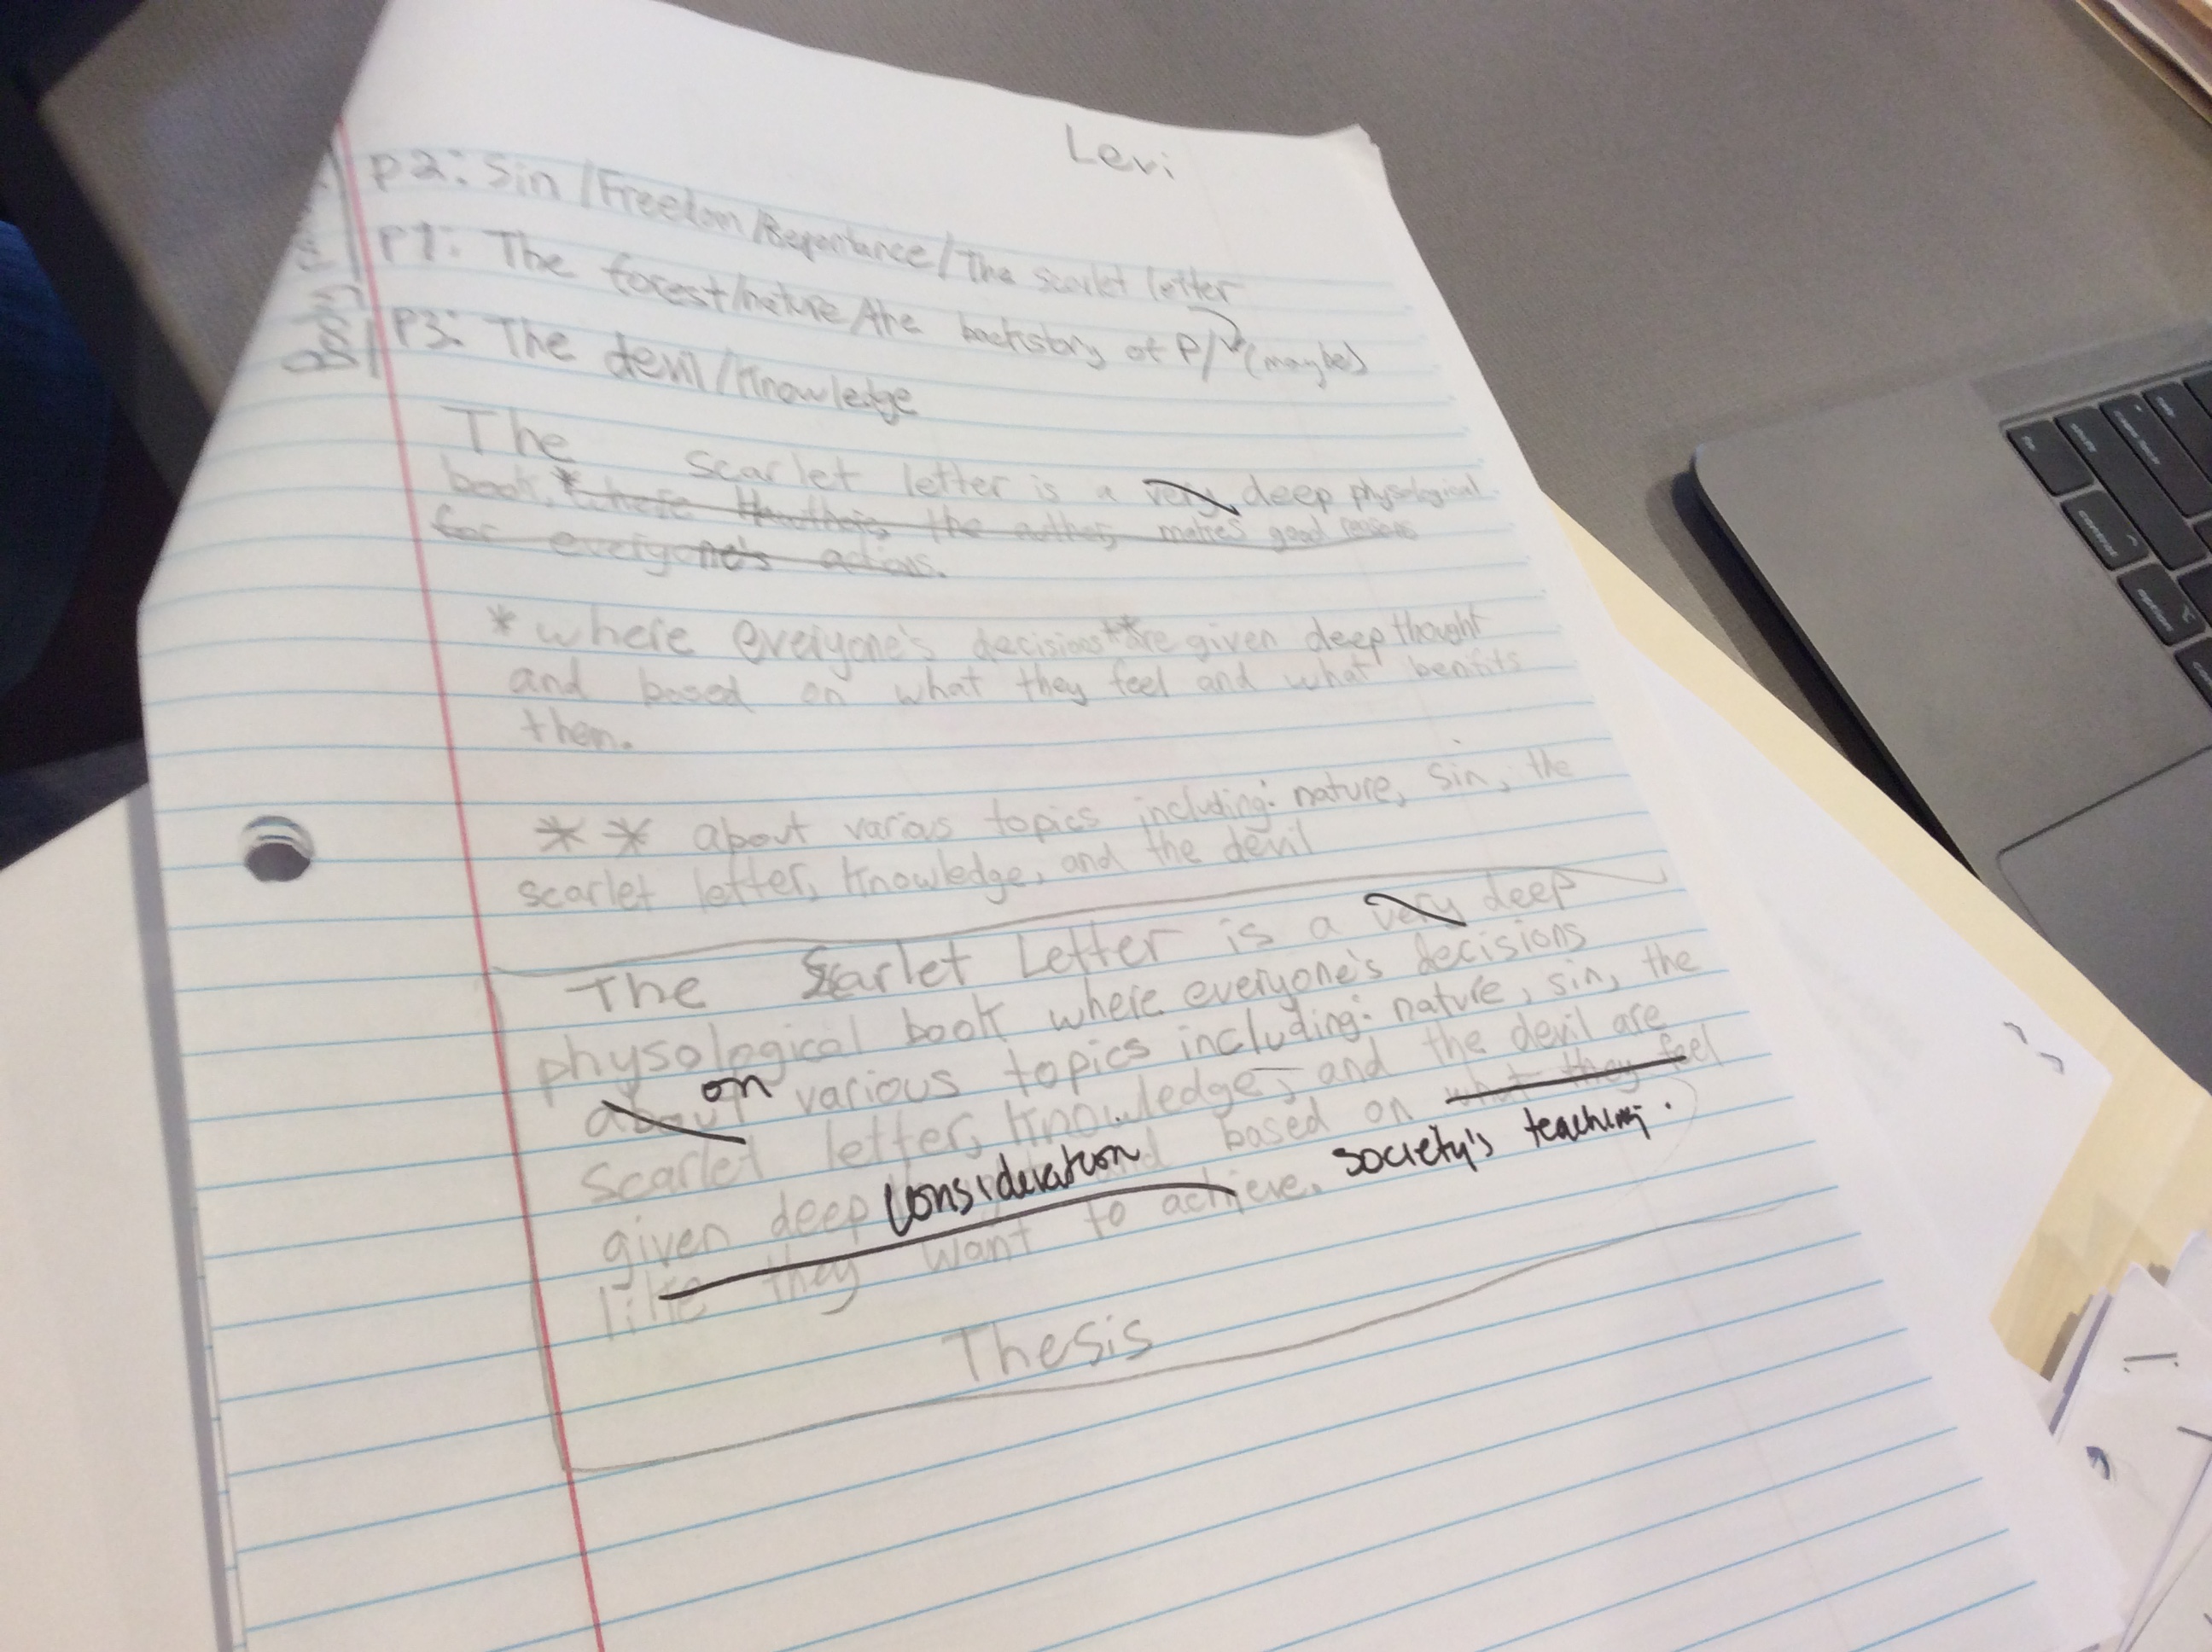 Levi
P2: Sin/Freedom/Repentance/The scarlet letter
P1: The forest/nature/the backstory of P/ (maybe)
P3: The devil/Knowledge
The scarlet letter is a very deep physological
book. * where Hawthorje, the author, makes good reasons
for everyone's actions.
* where everyone's decisions ** are given deep thought
and based on what they feel and what benifits
them.
** about varios topics including: nature, sin, the
scarlet letter, knowledge, and the devil
The Scarlet Letter is a very deep
physological book where everyone's decisions
about on various topics including: nature, sin, the
scarlet letter, knowledge, and the devil are
given deep consideration based on what they feel
like they want to achieve. society's teaching.
Thesis
option